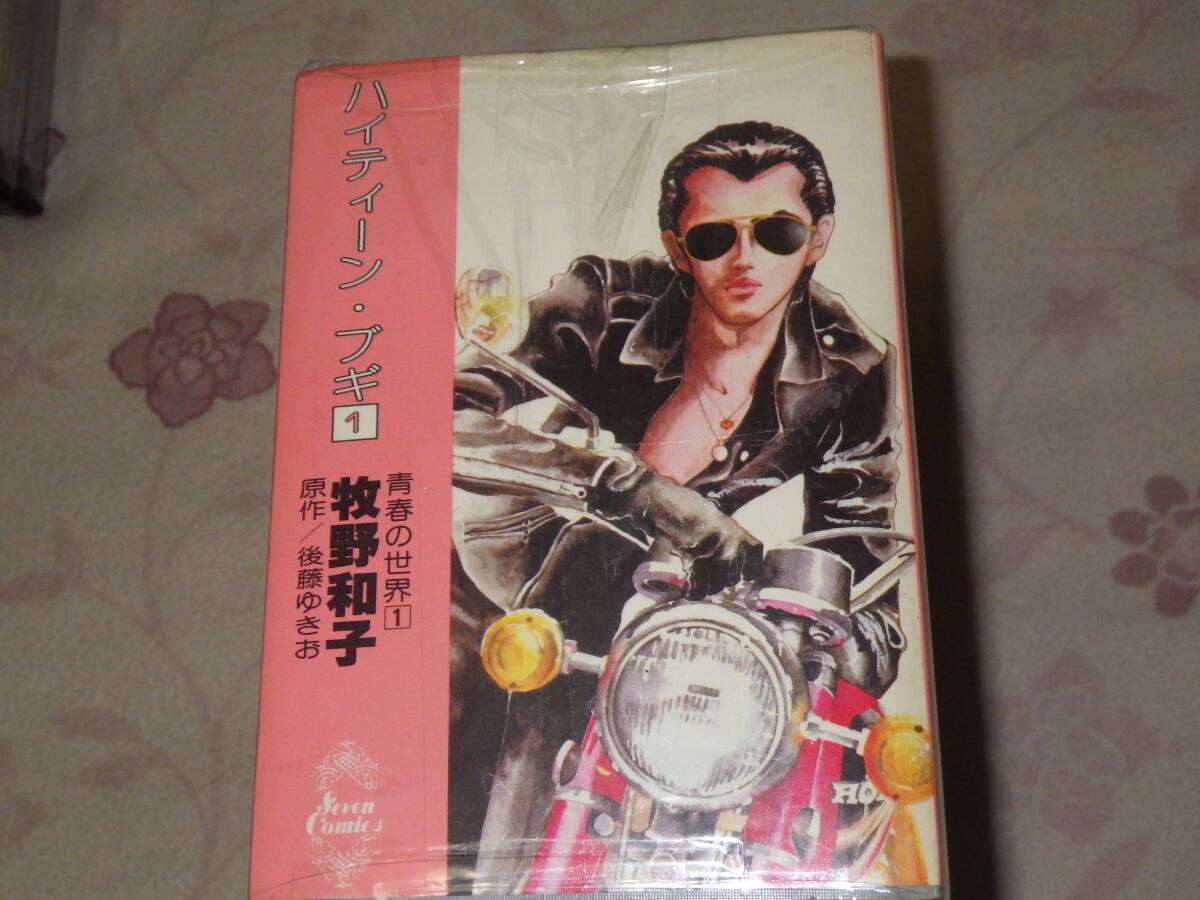 ハイティーン・ブギ 1
青春の世界 1
牧野和子
原作／後藤ゆきお
Seven
Comics
HO